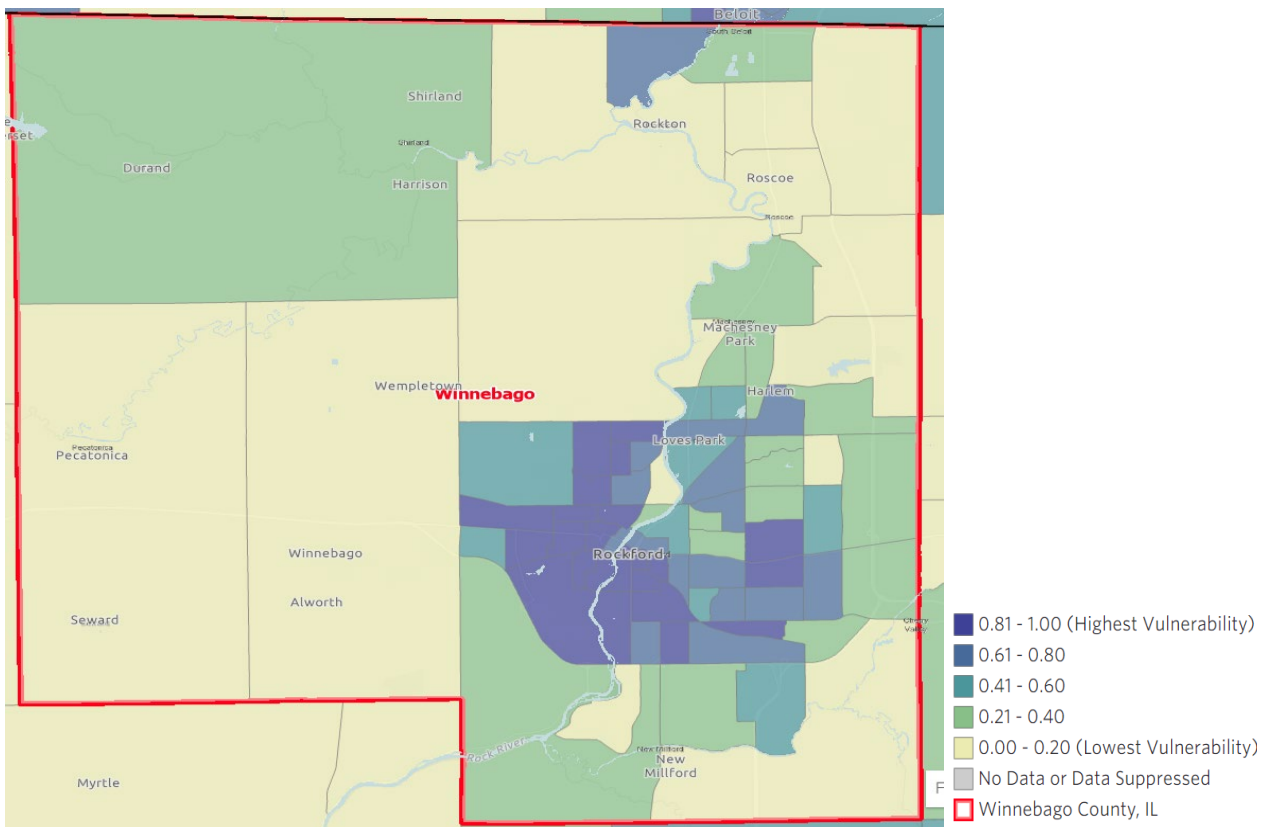 Beloit
South Beloit
Shirland
Rockton
erset
Shirland
Durand
Roscoe
Harrison
Roscoe
Machesney
Park
Wempletown
Winnebago
Harlem
Loves Park
Pecatonica
Pecatonica
Rockford
Winnebago
Alworth
Seward
Cherry
Valley
Rock River
New Milford
New
Millford
Myrtle
F
0.81 - 1.00 (Highest Vulnerability)
0.61 - 0.80
0.41 - 0.60
0.21 - 0.40
0.00 - 0.20 (Lowest Vulnerability)
No Data or Data Suppressed
Winnebago County, IL